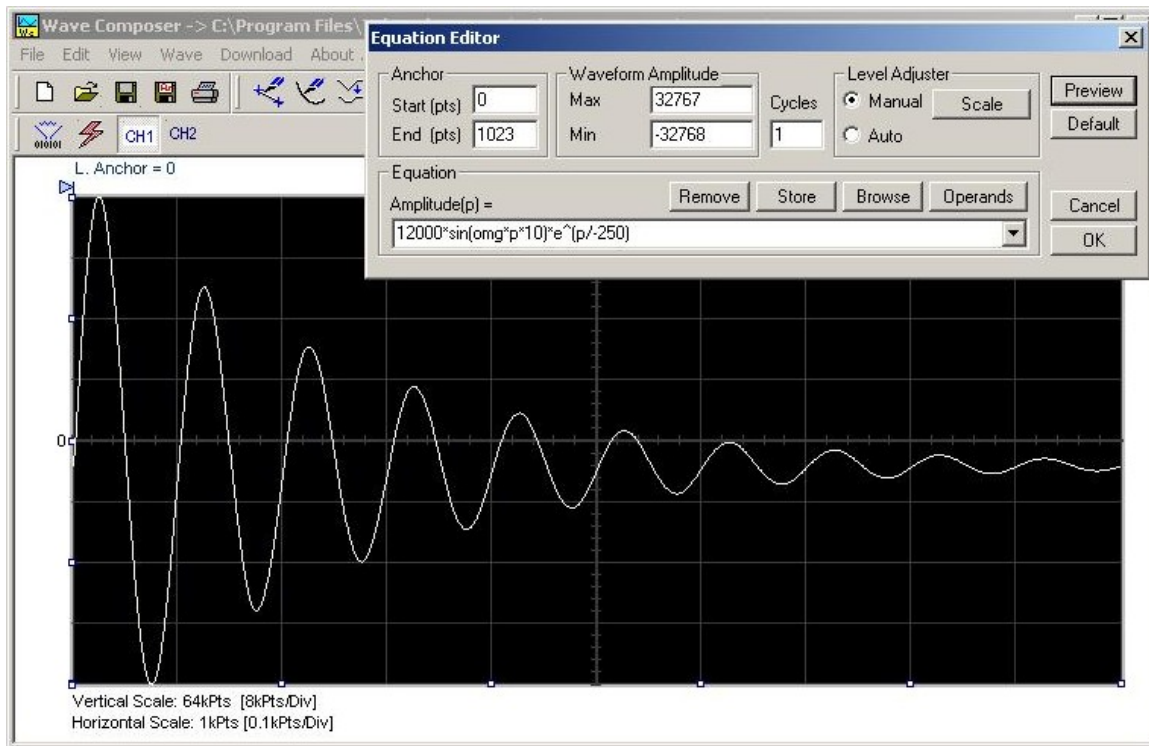 Wave Composer -> C:\Program Files\
File Edit View Wave Download About
CH1 CH2
L. Anchor = 0
Equation Editor
Anchor
Start (pts) 0
End (pts) 1023
Waveform Amplitude
Max 32767
Min -32768
Cycles
1
Level Adjuster
Manual Scale
Auto
Preview
Default
Equation
Remove Store Browse Operands
Amplitude(p) =
12000*sin(omg*p*10)*e^(p/-250)
Cancel
OK
0
Vertical Scale: 64kPts [8kPts/Div]
Horizontal Scale: 1kPts [0.1kPts/Div]